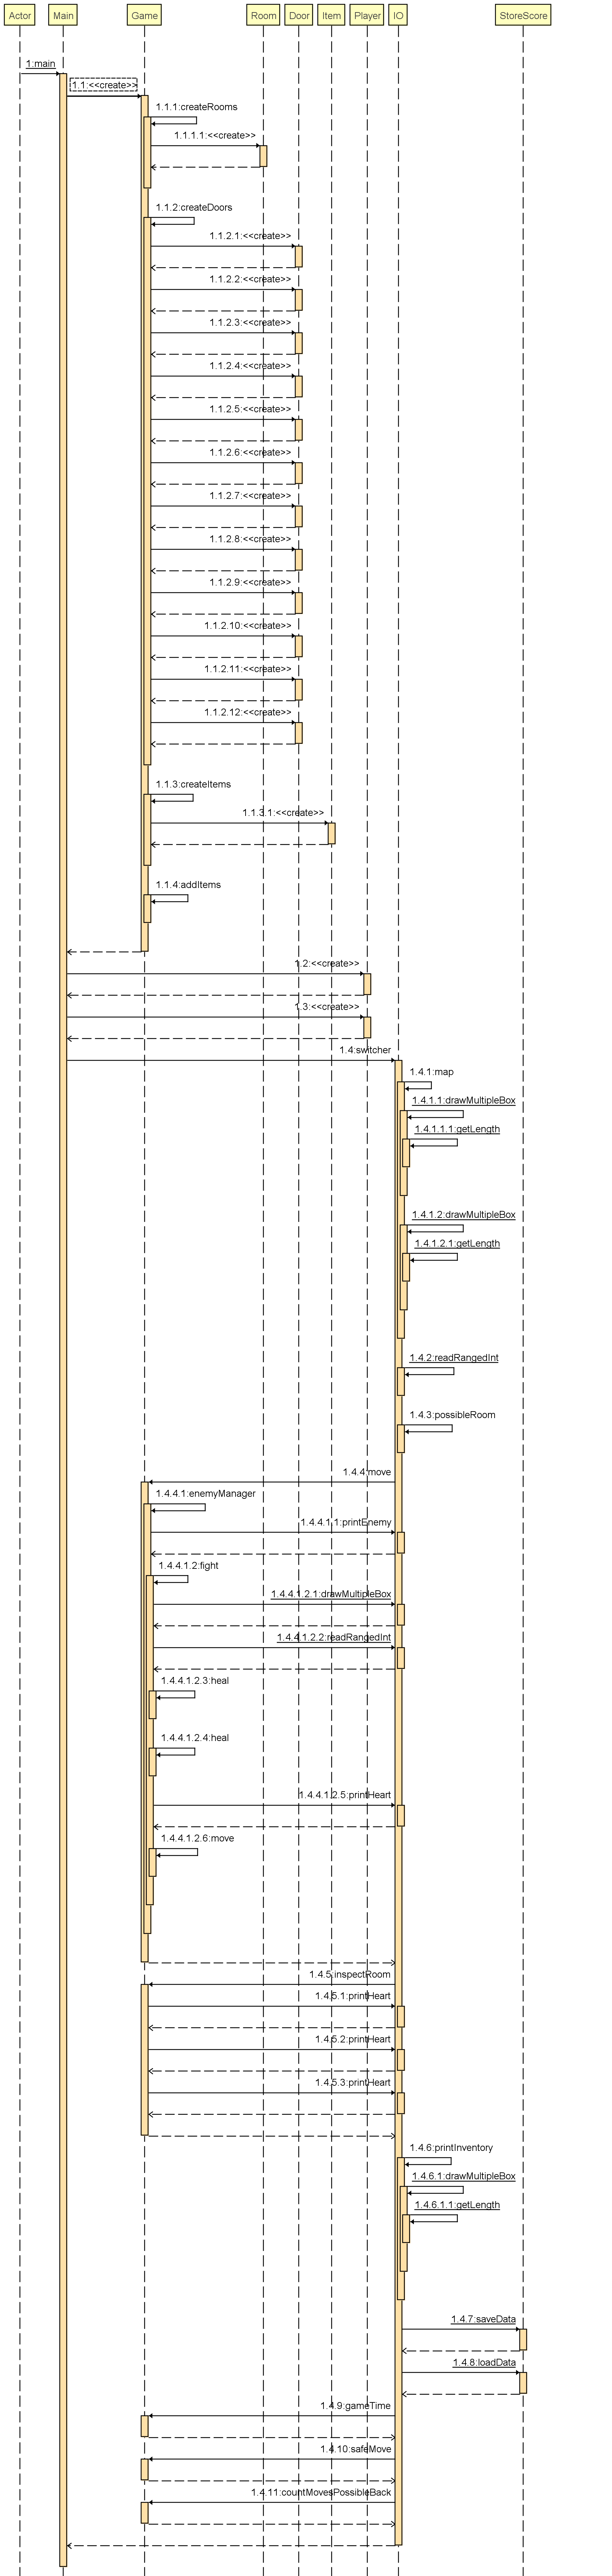 Actor
Main
Game
Room
Door
Item
Player
IO
StoreScore
1:main
1.1:<<create>>
1.1.1:createRooms
1.1.1.1:<<create>>
1.1.2:createDoors
1.1.2.1:<<create>>
1.1.2.2:<<create>>
1.1.2.3:<<create>>
1.1.2.4:<<create>>
1.1.2.5:<<create>>
1.1.2.6:<<create>>
1.1.2.7:<<create>>
1.1.2.8:<<create>>
1.1.2.9:<<create>>
1.1.2.10:<<create>>
1.1.2.11:<<create>>
1.1.2.12:<<create>>
1.1.3:createItems
1.1.3.1:<<create>>
1.1.4:addItems
1.2:<<create>>
1.3:<<create>>
1.4:switcher
1.4.1:map
1.4.1.1:drawMultipleBox
1.4.1.1.1:getLength
1.4.1.2:drawMultipleBox
1.4.1.2.1:getLength
1.4.2:readRangedInt
1.4.3:possibleRoom
1.4.4:move
1.4.4.1:enemyManager
1.4.4.1.1:printEnemy
1.4.4.1.2:fight
1.4.4.1.2.1:drawMultipleBox
1.4.4.1.2.2:readRangedInt
1.4.4.1.2.3:heal
1.4.4.1.2.4:heal
1.4.4.1.2.5:printHeart
1.4.4.1.2.6:move
1.4.5:inspectRoom
1.4.5.1:printHeart
1.4.5.2:printHeart
1.4.5.3:printHeart
1.4.6:printInventory
1.4.6.1:drawMultipleBox
1.4.6.1.1:getLength
1.4.7:saveData
1.4.8:loadData
1.4.9:gameTime
1.4.10:safeMove
1.4.11:countMovesPossibleBack